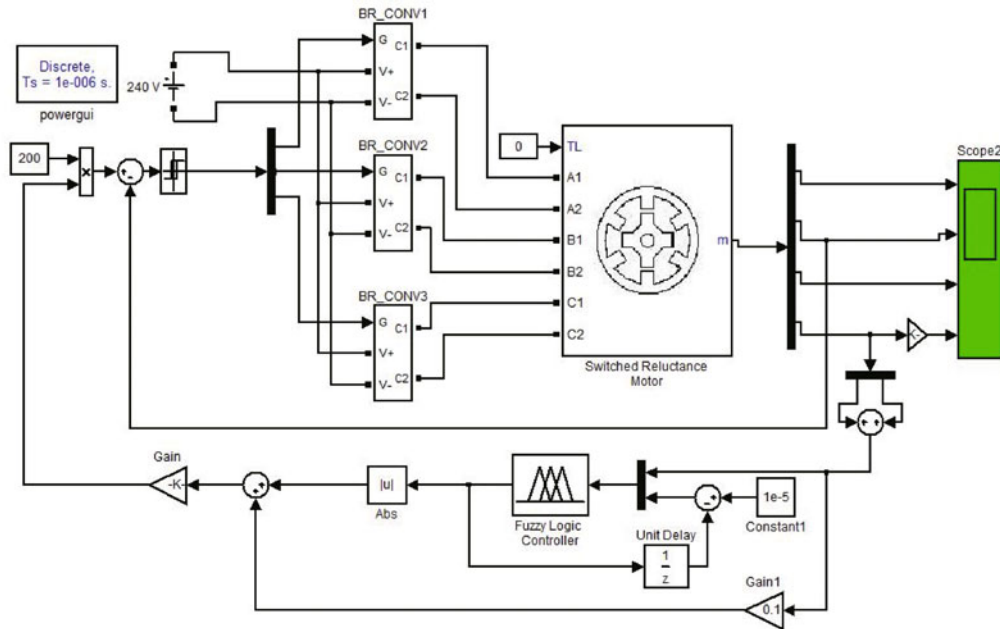 BR_CONV1
G
C1
V+
C2
V-
Discrete,
Ts = 1e-006 s.
powergui
240 V
+
200
×
+
-
BR_CONV2
G
C1
V+
C2
V-
BR_CONV3
G
C1
V+
C2
V-
0
TL
A1
A2
B1
B2
C1
C2
m
Switched Reluctance
Motor
Scope2
K-
+ +
Gain
-K-
+
+
|u|
Abs
Fuzzy Logic
Controller
- +
1e-5
Constant1
Unit Delay
1
z
Gain1
0.1